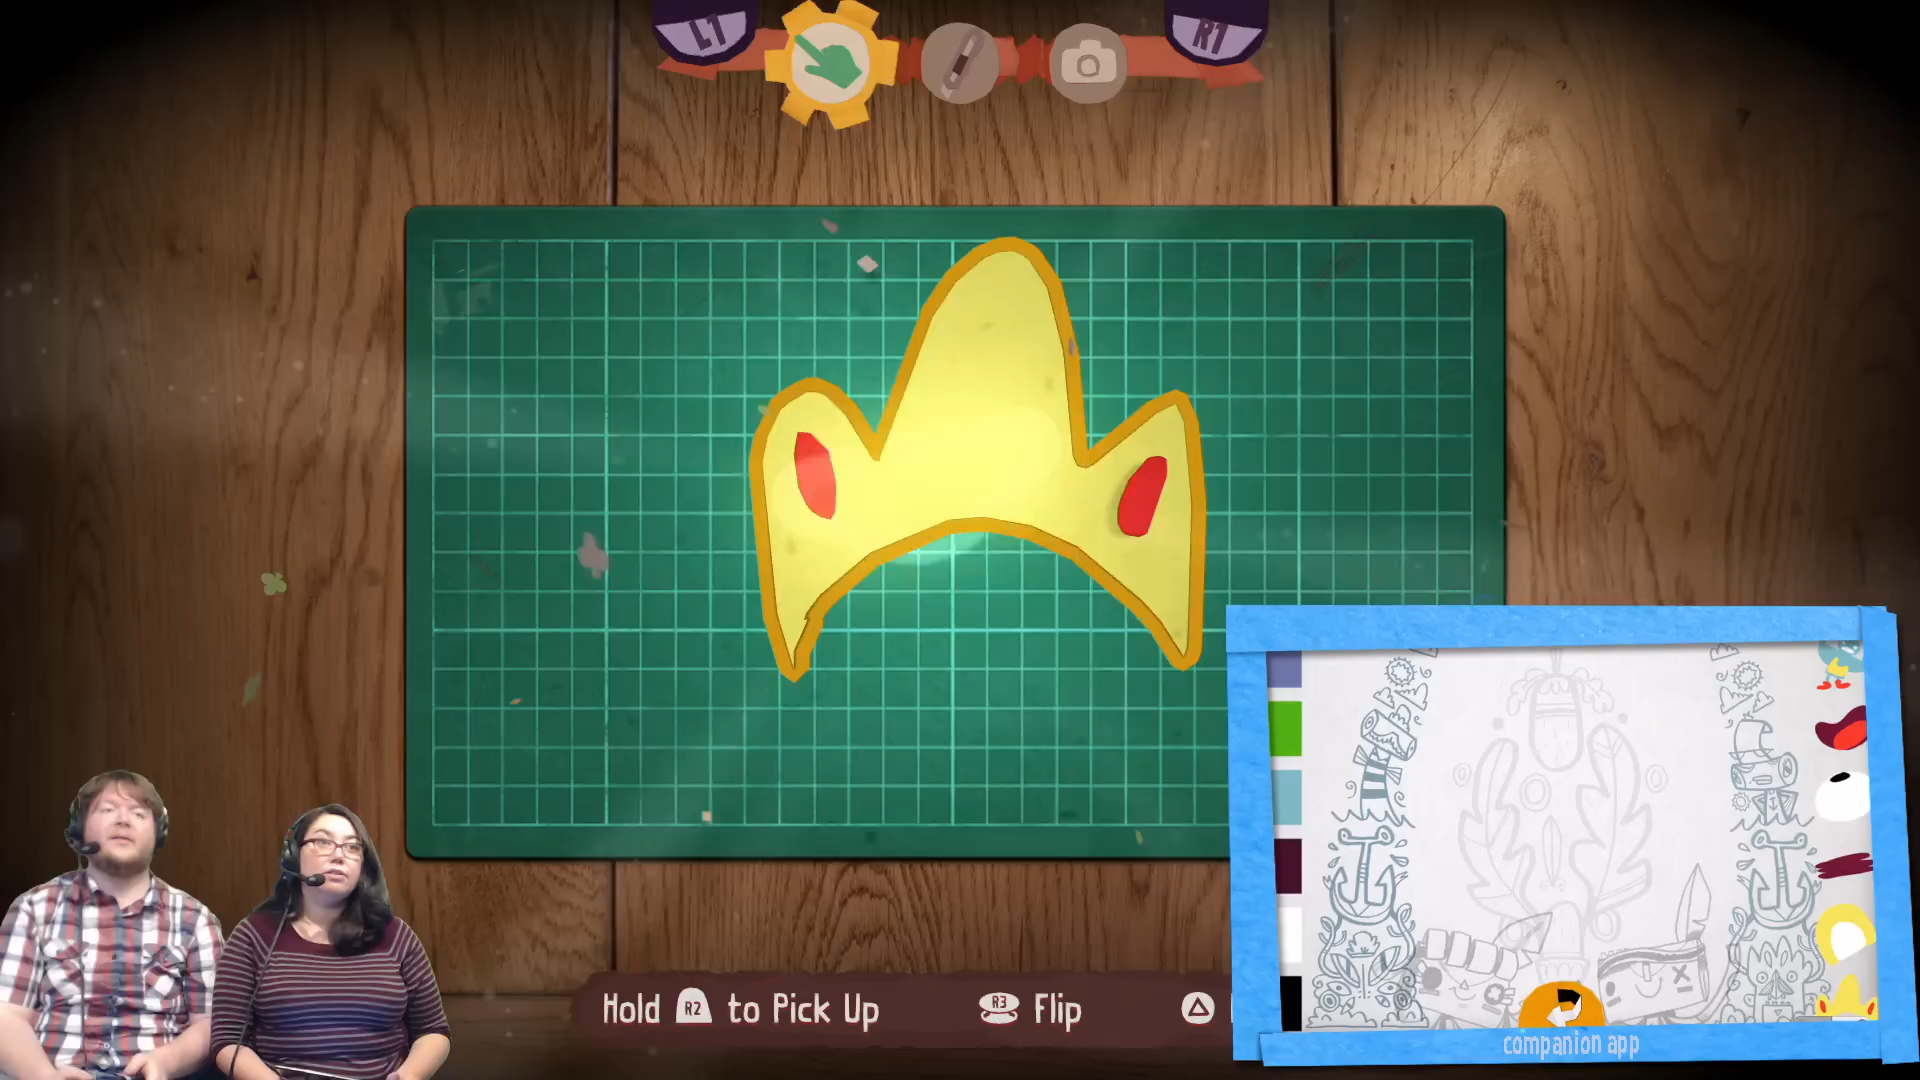 L1
R1
Hold R2 to Pick Up
R3 Flip
companion app